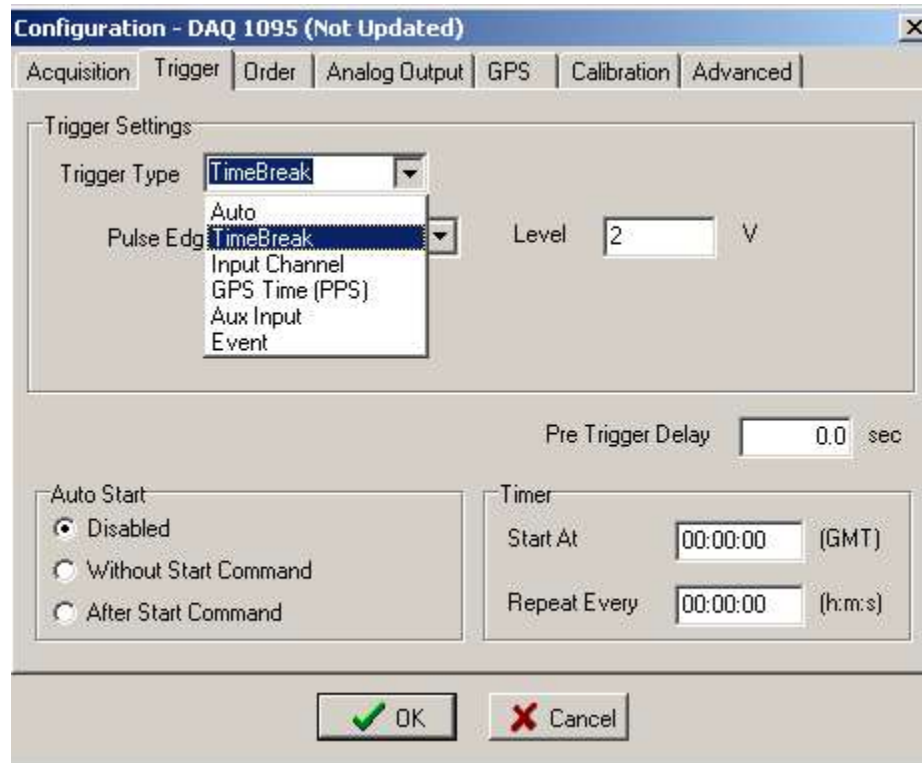 Configuration - DAQ 1095 (Not Updated)
Acquisition Trigger Order Analog Output GPS Calibration Advanced
Trigger Settings
Trigger Type TimeBreak
Auto
Pulse Edg TimeBreak Level 2 V
Input Channel
GPS Time (PPS)
Aux Input
Event
Pre Trigger Delay 0.0 sec
Auto Start
Disabled
Without Start Command
After Start Command
Timer
Start At 00:00:00 (GMT)
Repeat Every 00:00:00 (h:m:s)
OK Cancel